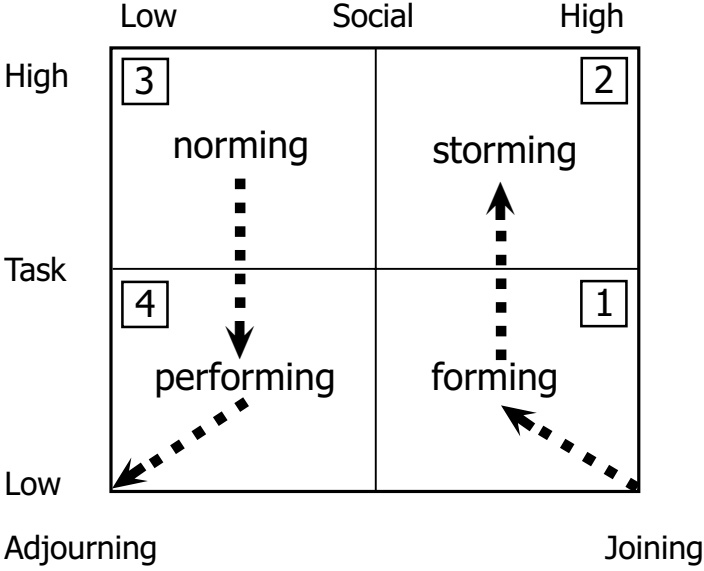 Low Social High
High 3 2
norming storming
Task
4 1
performing forming
Low
Adjourning Joining